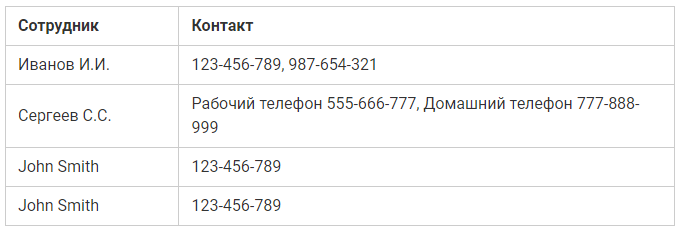 Сотрудник Контакт
Иванов И.И. 123-456-789, 987-654-321
Сергеев С.С. Рабочий телефон 555-666-777, Домашний телефон 777-888-
999
John Smith 123-456-789
John Smith 123-456-789